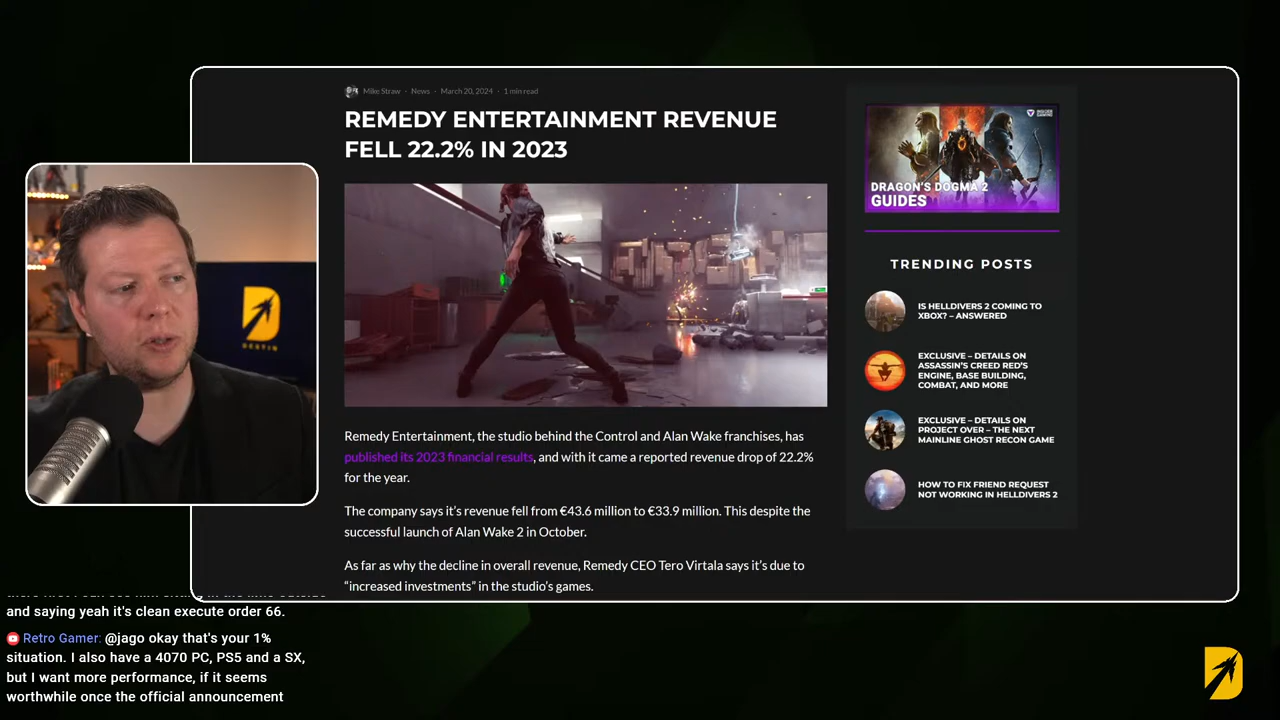 Mike Straw · News · March 20, 2024 · 1 min read
REMEDY ENTERTAINMENT REVENUE
FELL 22.2% IN 2023
Remedy Entertainment, the studio behind the Control and Alan Wake franchises, has
published its 2023 financial results, and with it came a reported revenue drop of 22.2%
for the year.
The company says it's revenue fell from €43.6 million to €33.9 million. This despite the
successful launch of Alan Wake 2 in October.
As far as why the decline in overall revenue, Remedy CEO Tero Virtala says it's due to
“increased investments” in the studio's games.
INSIDER
GAMING
DRAGON'S DOGMA 2
GUIDES
TRENDING POSTS
IS HELLDIVERS 2 COMING TO
XBOX? – ANSWERED
EXCLUSIVE – DETAILS ON
ASSASSIN'S CREED RED'S
ENGINE, BASE BUILDING,
COMBAT, AND MORE
EXCLUSIVE – DETAILS ON
PROJECT OVER – THE NEXT
MAINLINE GHOST RECON GAME
HOW TO FIX FRIEND REQUEST
NOT WORKING IN HELLDIVERS 2
DESTIN
and saying yeah it's clean execute order 66.
Retro Gamer: @jago okay that's your 1%
situation. I also have a 4070 PC, PS5 and a SX,
but I want more performance, if it seems
worthwhile once the official announcement